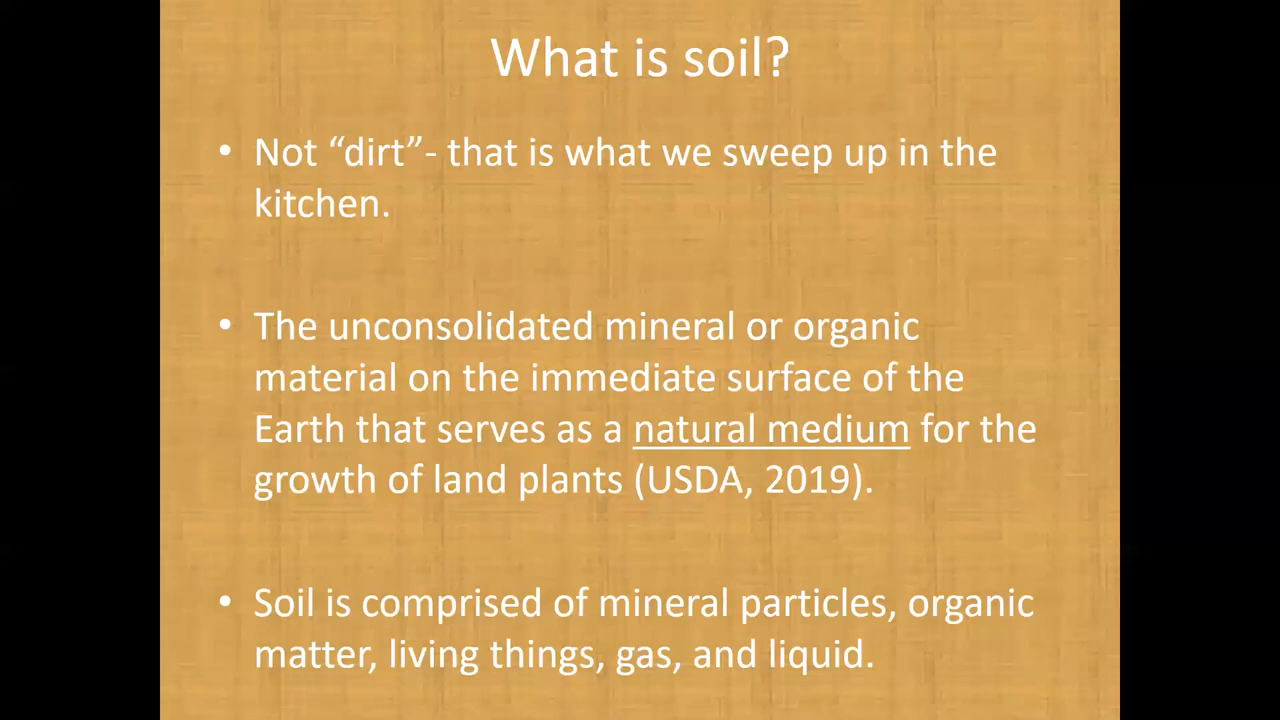 What is soil?
• Not “dirt”- that is what we sweep up in the
kitchen.
• The unconsolidated mineral or organic
material on the immediate surface of the
Earth that serves as a natural medium for the
growth of land plants (USDA, 2019).
• Soil is comprised of mineral particles, organic
matter, living things, gas, and liquid.